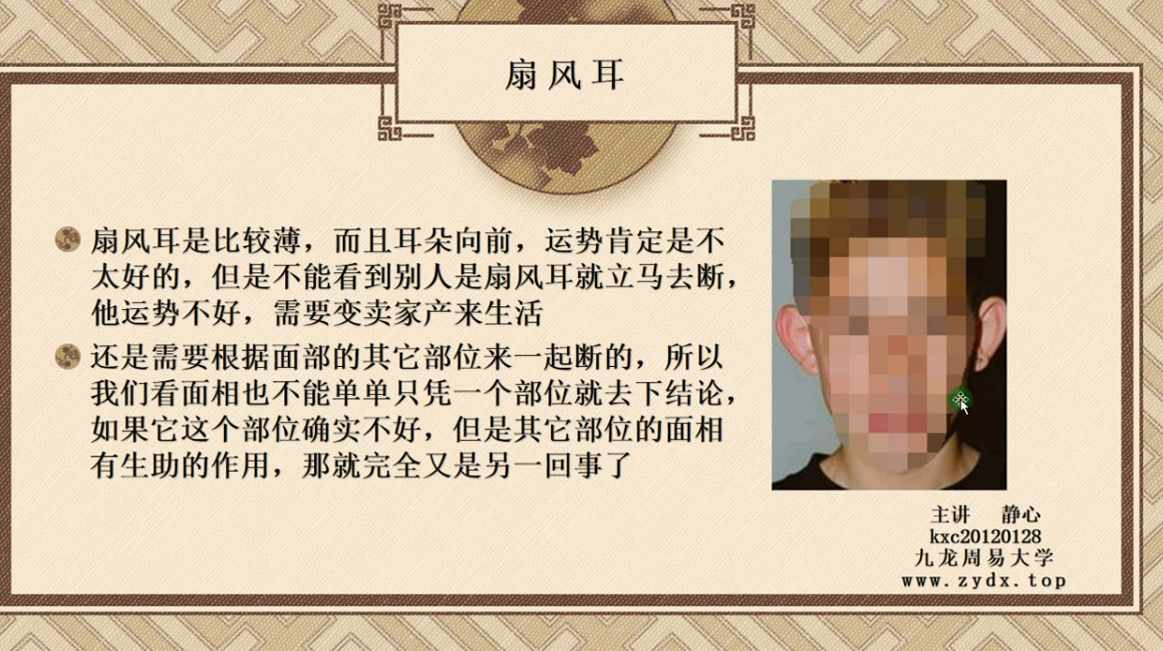 扇风耳
扇风耳是比较薄，而且耳朵向前，运势肯定是不
太好的，但是不能看到别人是扇风耳就立马去断，
他运势不好，需要变卖家产来生活
还是需要根据面部的其它部位来一起断的，所以
我们看面相也不能单单只凭一个部位就去下结论，
如果它这个部位确实不好，但是其它部位的面相
有生助的作用，那就完全又是另一回事了
主讲 静心
kxc20120128
九龙周易大学
www.zydx.top